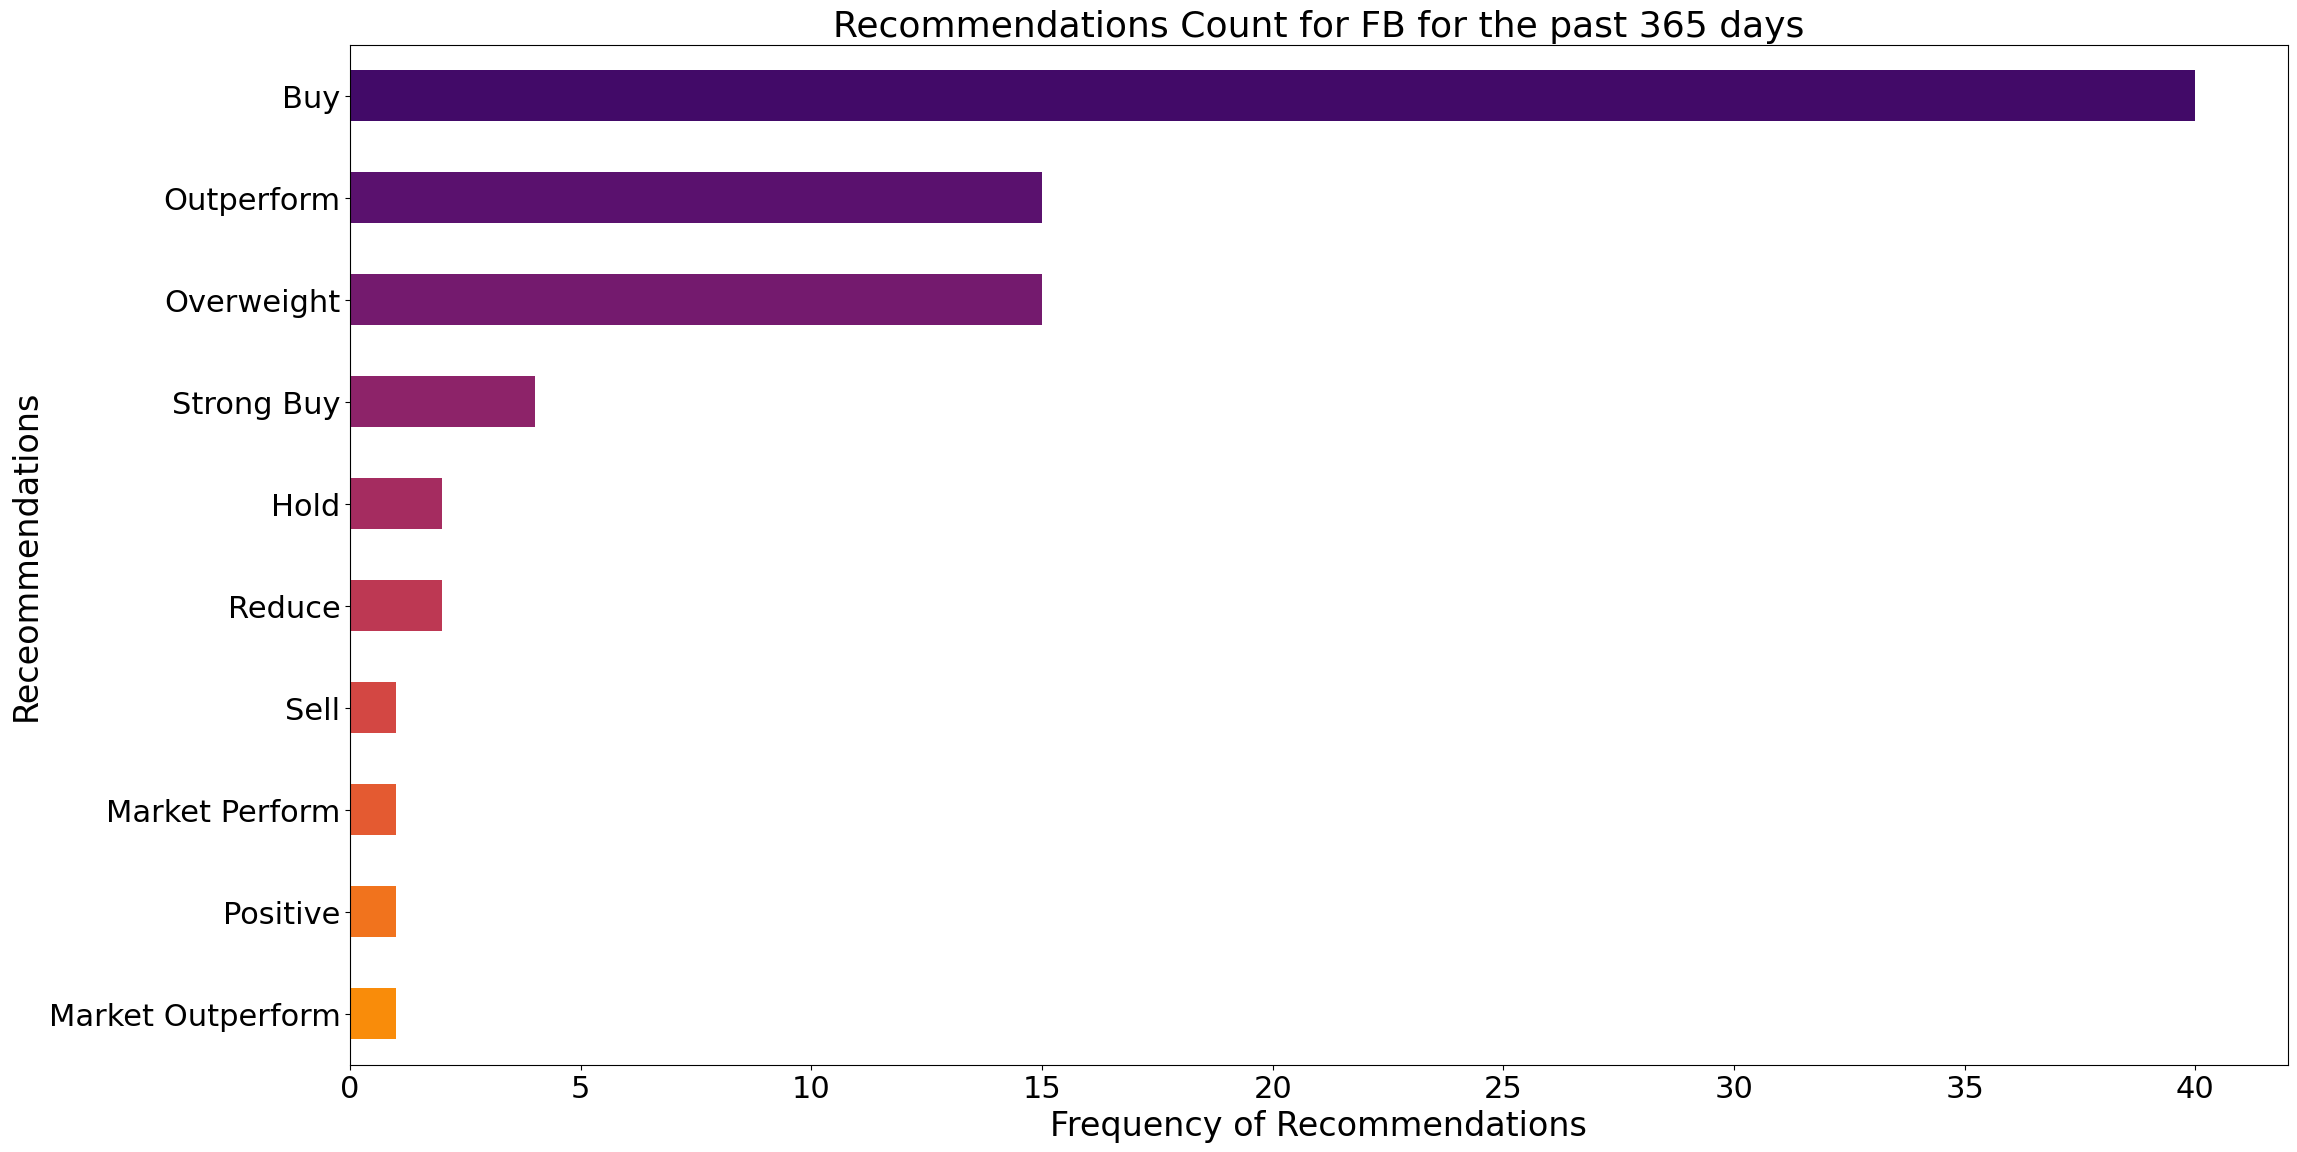 Recommendations Count for FB for the past 365 days
Buy
Outperform
Overweight
Strong Buy
Hold
Reduce
Sell
Market Perform
Positive
Market Outperform
Receommendations
0 5 10 15 20 25 30 35 40
Frequency of Recommendations